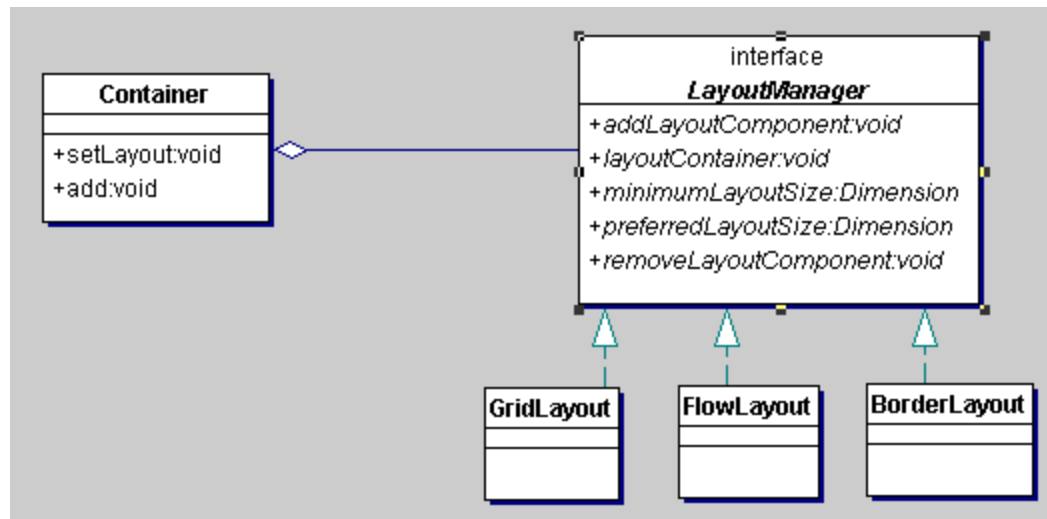 Container
+setLayout:void
+add:void
interface
LayoutManager
+addLayoutComponent:void
+layoutContainer:void
+minimumLayoutSize:Dimension
+preferredLayoutSize:Dimension
+removeLayoutComponent:void
GridLayout
FlowLayout
BorderLayout